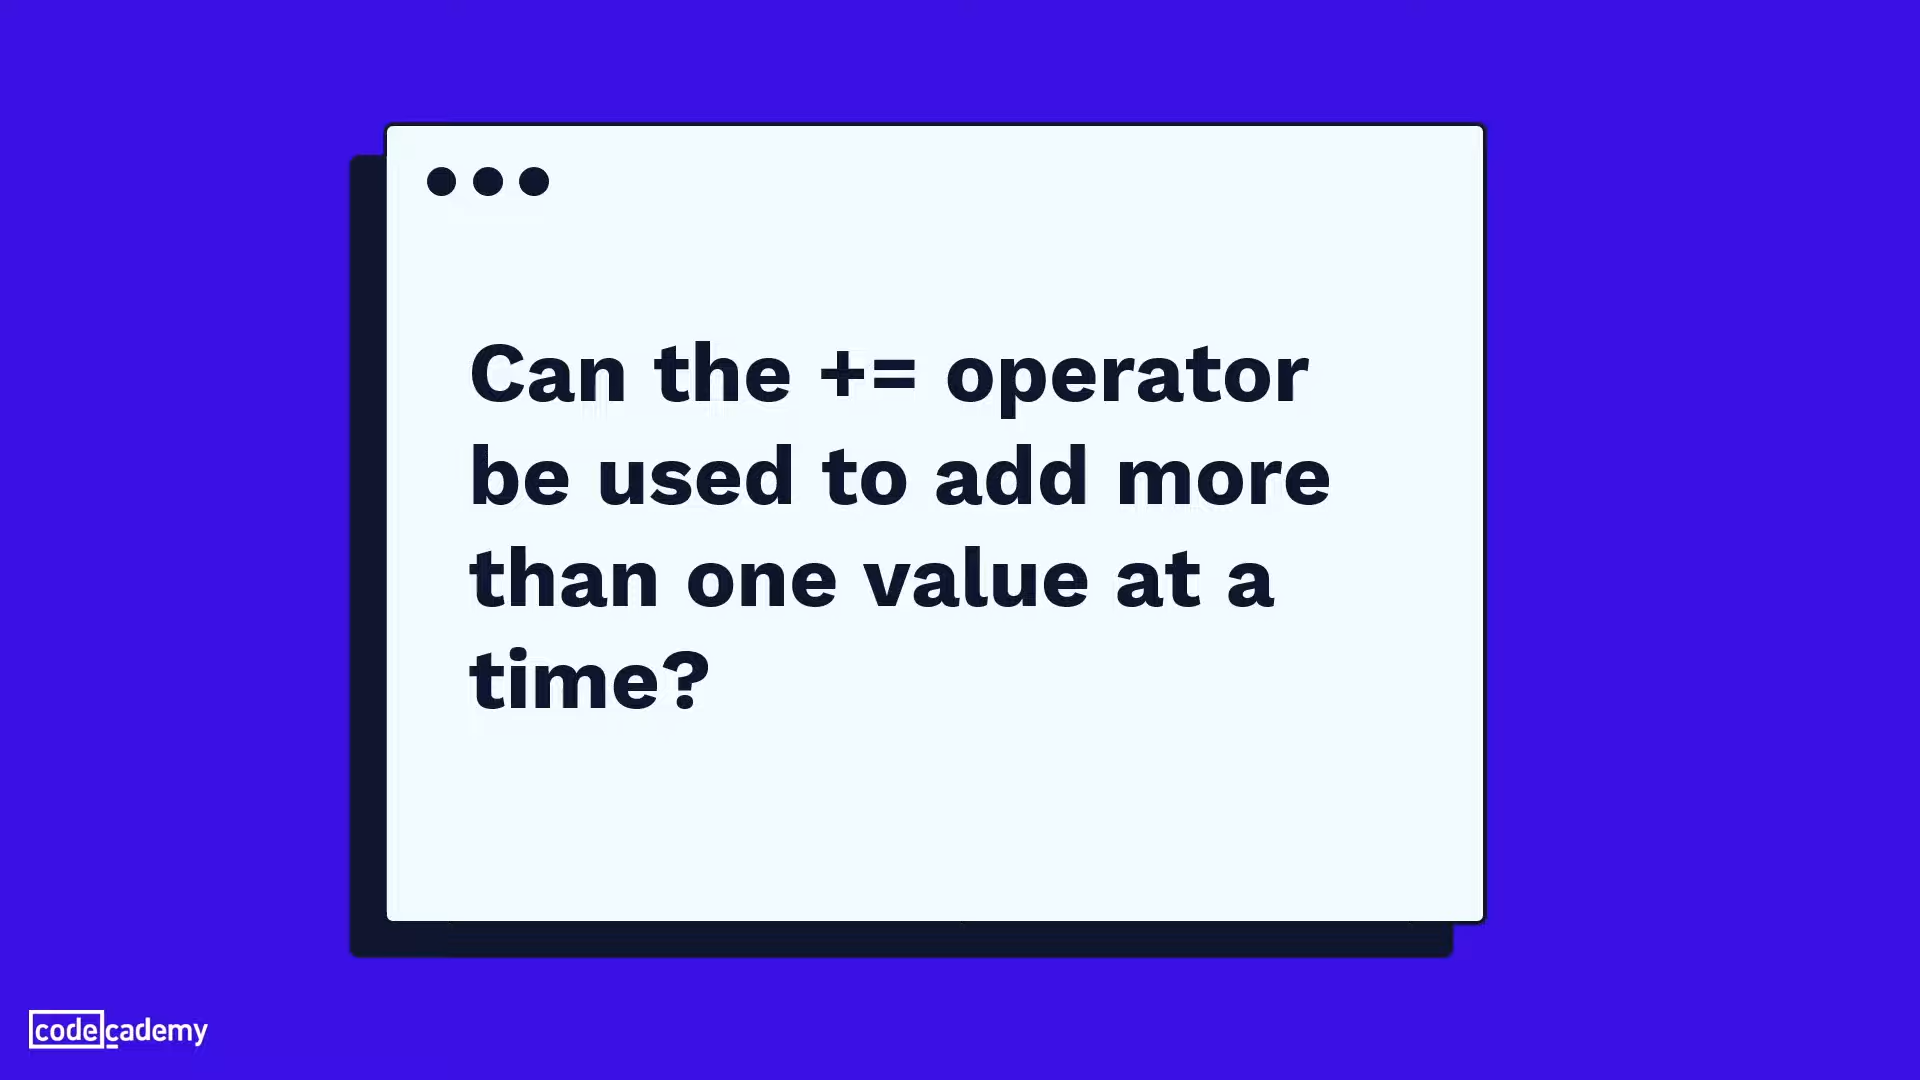 Can the += operator
be used to add more
than one value at a
time?
codecademy